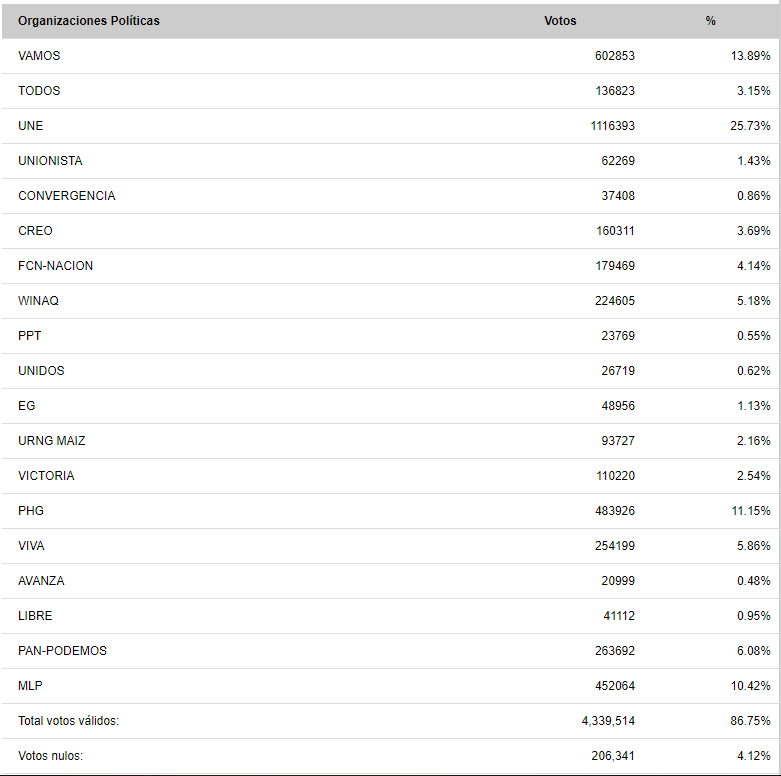 Organizaciones Políticas Votos %
VAMOS 602853 13.89%
TODOS 136823 3.15%
UNE 1116393 25.73%
UNIONISTA 62269 1.43%
CONVERGENCIA 37408 0.86%
CREO 160311 3.69%
FCN-NACION 179469 4.14%
WINAQ 224605 5.18%
PPT 23769 0.55%
UNIDOS 26719 0.62%
EG 48956 1.13%
URNG MAIZ 93727 2.16%
VICTORIA 110220 2.54%
PHG 483926 11.15%
VIVA 254199 5.86%
AVANZA 20999 0.48%
LIBRE 41112 0.95%
PAN-PODEMOS 263692 6.08%
MLP 452064 10.42%
Total votos válidos: 4,339,514 86.75%
Votos nulos: 206,341 4.12%